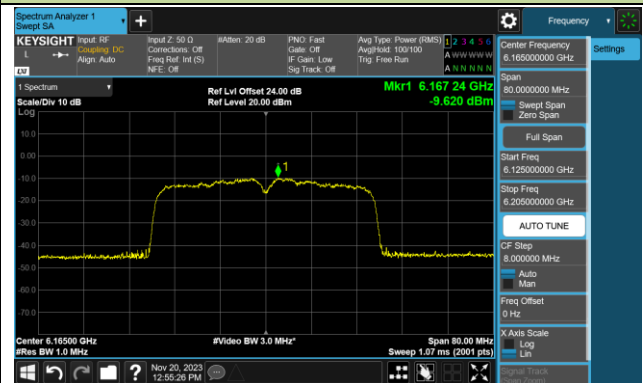 Spectrum Analyzer 1
Swept SA
+
Frequency
KEYSIGHT
L
LXI
Input: RF
Coupling: DC
Align: Auto
Input Z: 50 Ω
Corrections: Off
Freq Ref: Int (S)
NFE: Off
#Atten: 20 dB
PNO: Fast
Gate: Off
IF Gain: Low
Sig Track: Off
Avg Type: Power (RMS)
Avg|Hold: 100/100
Trig: Free Run
1 2 3 4 5 6
A W W W W W
A N N N N N
1 Spectrum
Scale/Div 10 dB
Log
Ref Lvl Offset 24.00 dB
Ref Level 20.00 dBm
Mkr1 6.167 24 GHz
-9.620 dBm
10.0
0.00
-10.0
-20.0
-30.0
-40.0
-50.0
-60.0
-70.0
1
Center 6.16500 GHz
#Res BW 1.0 MHz
#Video BW 3.0 MHz*
Span 80.00 MHz
Sweep 1.07 ms (2001 pts)
Center Frequency
6.165000000 GHz
Span
80.0000000 MHz
Swept Span
Zero Span
Full Span
Start Freq
6.125000000 GHz
Stop Freq
6.205000000 GHz
AUTO TUNE
CF Step
8.000000 MHz
Auto
Man
Freq Offset
0 Hz
X Axis Scale
Log
Lin
Signal Track
Settings
?
Nov 20, 2023
12:55:26 PM